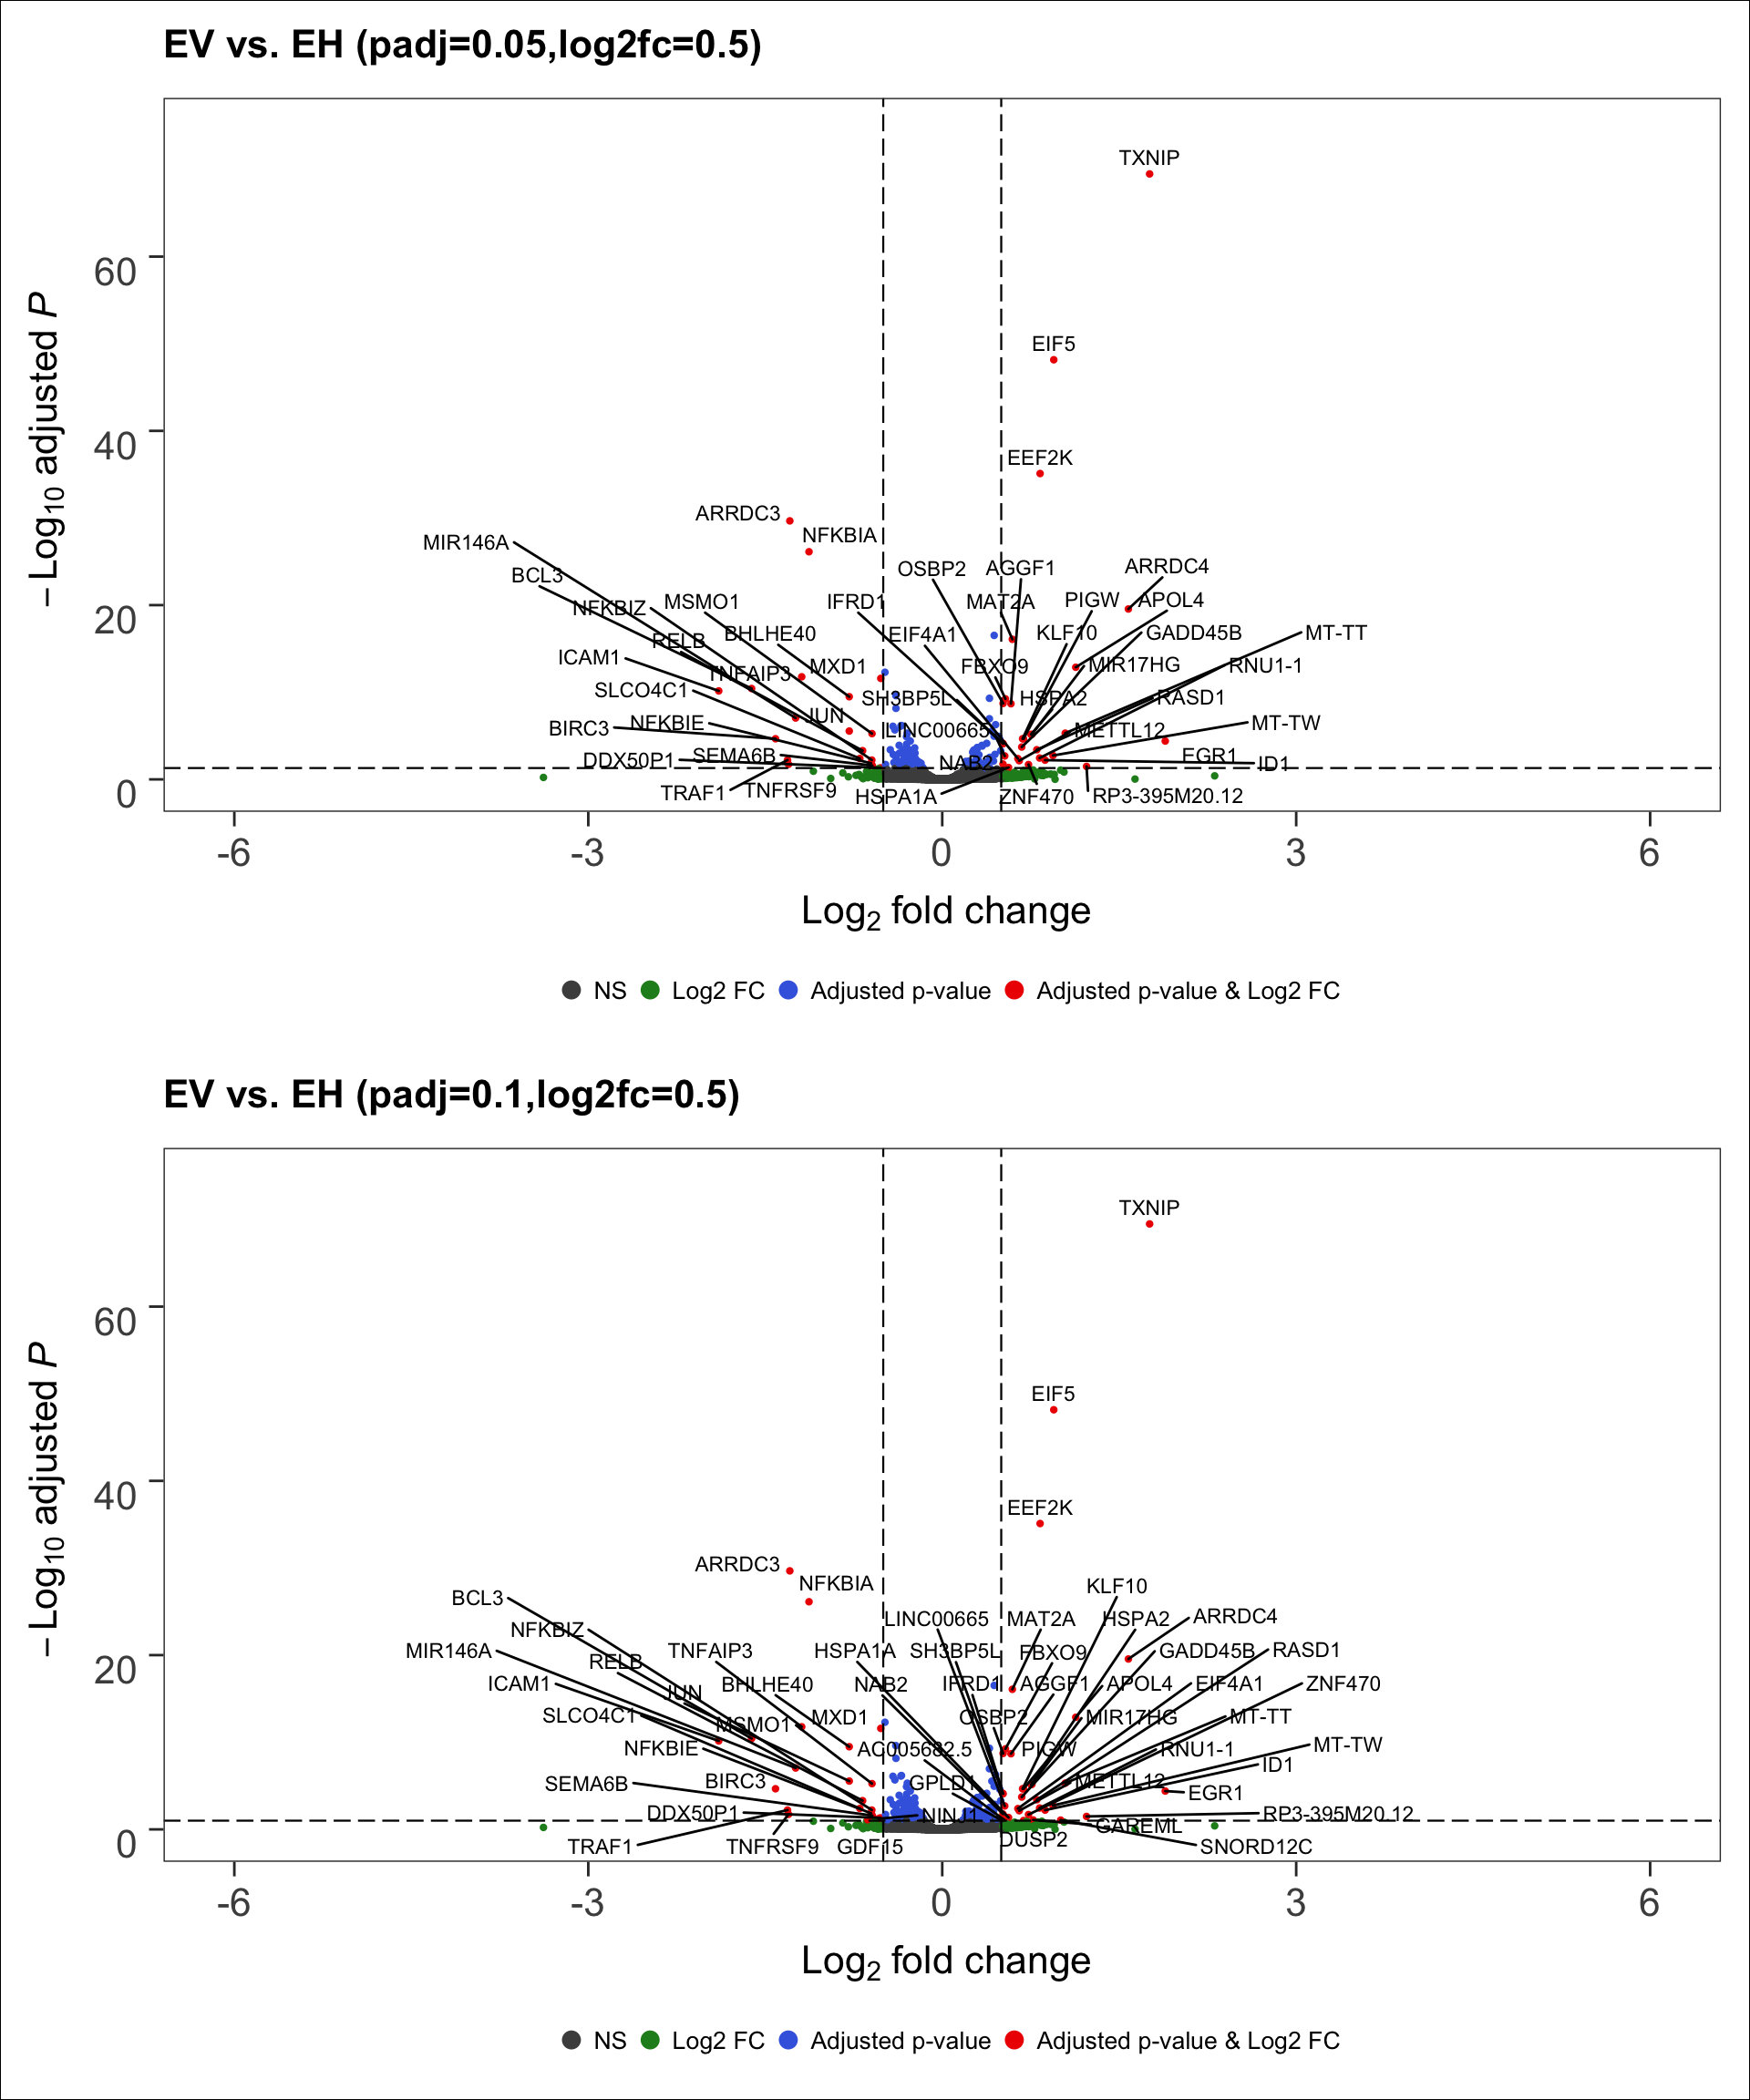 EV vs. EH (padj=0.05,log2fc=0.5)
TXNIP
60
EIF5
40
EEF2K
ARRDC3
NFKBIA
MIR146A
OSBP2 AGGF1 ARRDC4
BCL3
NFKBIZ MSMO1 IFRD1 MAT2A PIGW APOL4
20
RELB BHLHE40 EIF4A1 KLF10 GADD45B MT-TT
ICAM1 TNFAIP3 MXD1 FBXO9 MIR17HG RNU1-1
SLCO4C1 SH3BP5L HSPA2 RASD1
BIRC3 NFKBIE JUN LINC00665 METTL12 MT-TW
DDX50P1 SEMA6B NAB2 EGR1 ID1
0
TRAF1 TNFRSF9 HSPA1A ZNF470 RP3-395M20.12
-6 -3 0 3 6
– Log10 adjusted P
Log2 fold change
NS Log2 FC Adjusted p-value Adjusted p-value & Log2 FC
EV vs. EH (padj=0.1,log2fc=0.5)
TXNIP
60
EIF5
40
EEF2K
ARRDC3
NFKBIA KLF10
BCL3
NFKBIZ LINC00665 MAT2A HSPA2 ARRDC4
MIR146A RELB TNFAIP3 HSPA1A SH3BP5L FBXO9 GADD45B RASD1
20
ICAM1 JUN BHLHE40 NAB2 IFRD1 AGGF1 APOL4 EIF4A1 ZNF470
SLCO4C1 MSMO1 MXD1 OSBP2 MIR17HG MT-TT
NFKBIE AC005682.5 PIGW RNU1-1 MT-TW
ID1
SEMA6B BIRC3 GPLD1 METTL12 EGR1
DDX50P1 NINJ1 GAREML RP3-395M20.12
0
TRAF1 TNFRSF9 GDF15 DUSP2 SNORD12C
-6 -3 0 3 6
– Log10 adjusted P
Log2 fold change
NS Log2 FC Adjusted p-value Adjusted p-value & Log2 FC